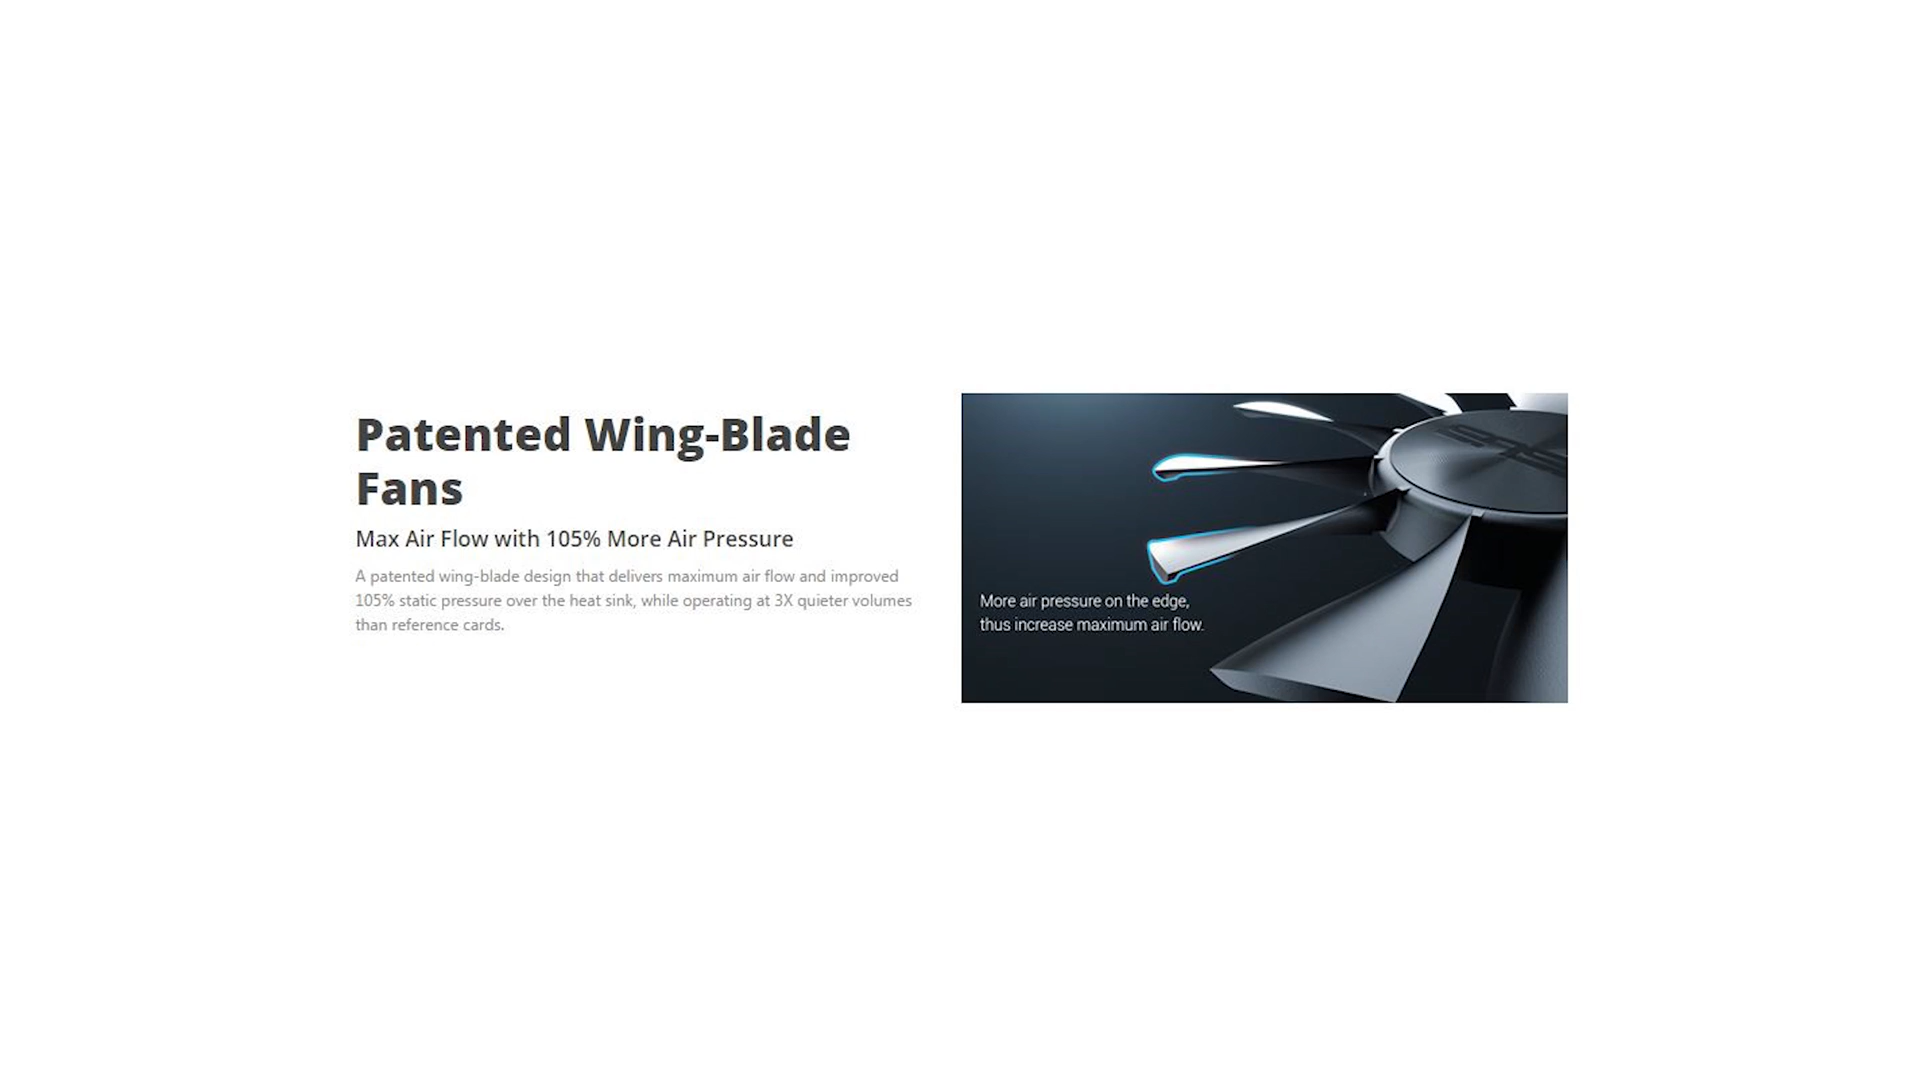 Patented Wing-Blade
Fans
Max Air Flow with 105% More Air Pressure
A patented wing-blade design that delivers maximum air flow and improved
105% static pressure over the heat sink, while operating at 3X quieter volumes
than reference cards.
More air pressure on the edge,
thus increase maximum air flow.